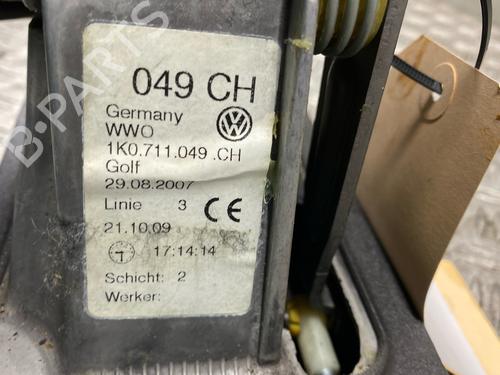 B-PARTS
049 CH
Germany
WWO
1K0.711.049 .CH
Golf
29.08.2007
Linie 3 CE
21.10.09
17:14:14
Schicht: 2
Werker: